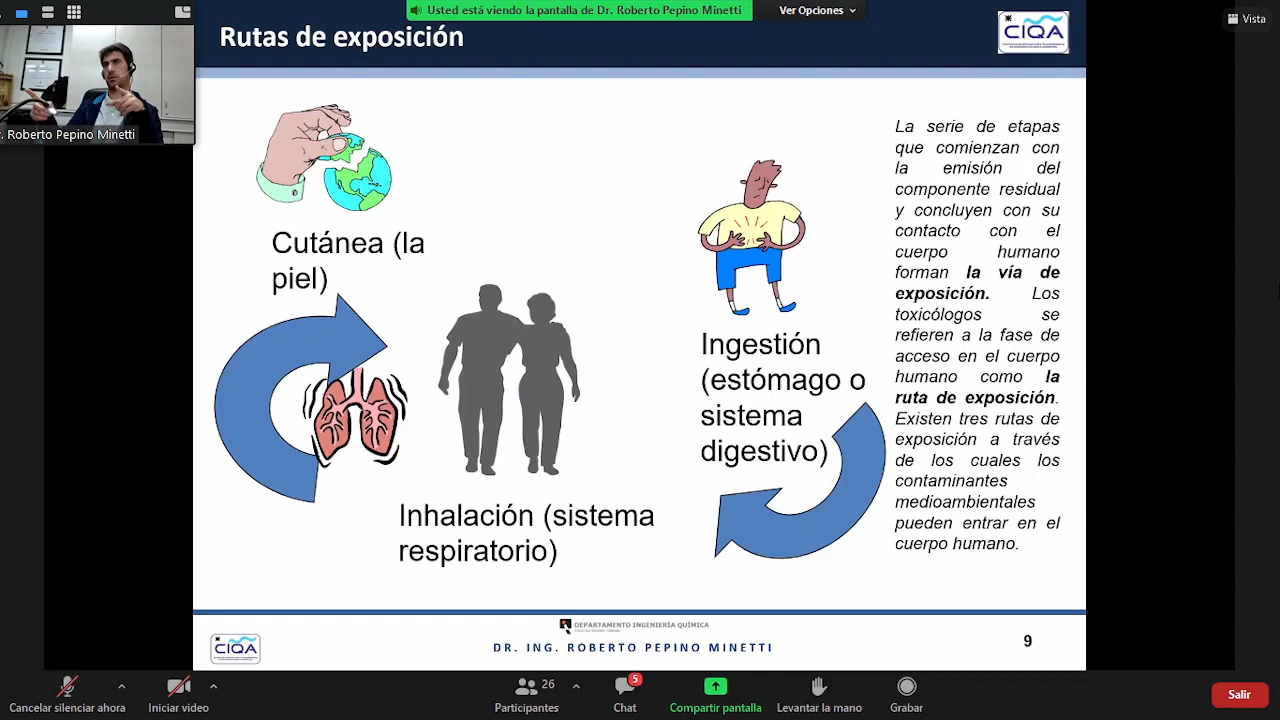 Usted está viendo la pantalla de Dr. Roberto Pepino Minetti
Ver Opciones
Vista
Rutas de exposición
CIQA
. Roberto Pepino Minetti
Cutánea (la
piel)
Inhalación (sistema
respiratorio)
Ingestión
(estómago o
sistema
digestivo)
La serie de etapas
que comienzan con
la emisión del
componente residual
y concluyen con su
contacto con el
cuerpo humano
forman la vía de
exposición. Los
toxicólogos se
refieren a la fase de
acceso en el cuerpo
humano como la
ruta de exposición.
Existen tres rutas de
exposición a través
de los cuales los
contaminantes
medioambientales
pueden entrar en el
cuerpo humano.
CIQA
DEPARTAMENTO INGENIERÍA QUÍMICA
DR. ING. ROBERTO PEPINO MINETTI
9
Cancelar silenciar ahora
Iniciar video
26
Participantes
5
Chat
Compartir pantalla
Levantar la mano
Grabar
Salir